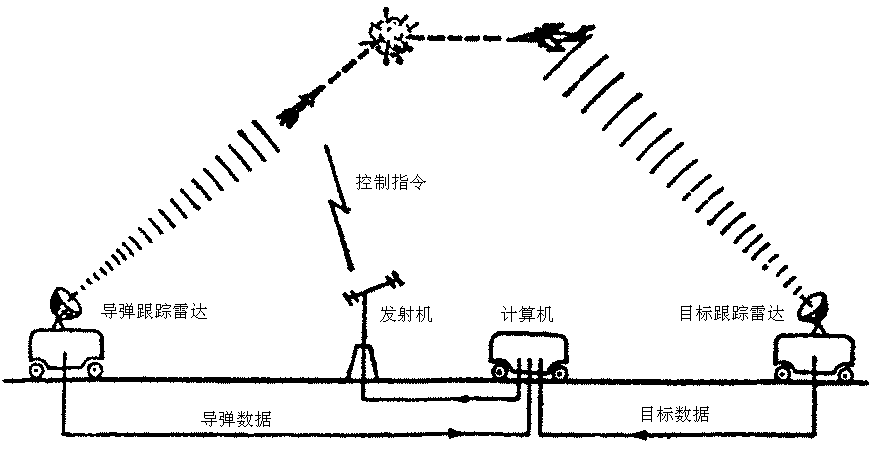 控制指令
导弹跟踪雷达
发射机
计算机
目标跟踪雷达
导弹数据
目标数据